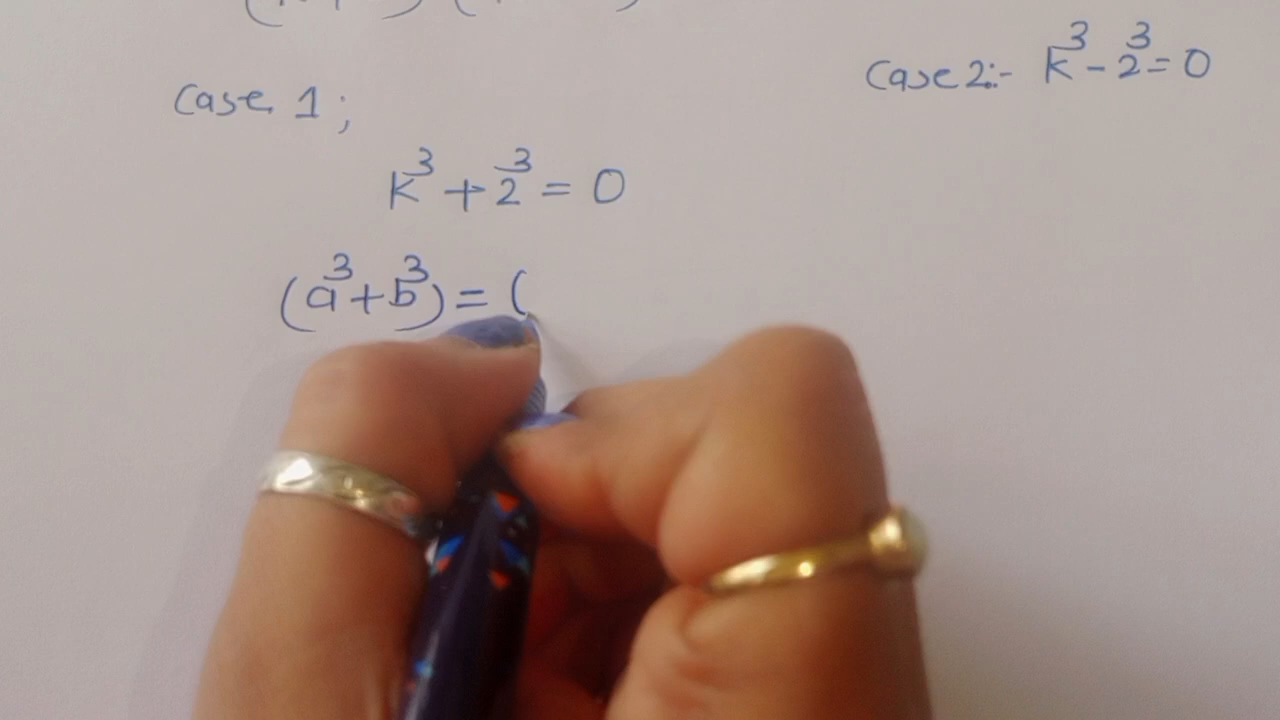 Case 1;
k³ + 2³ = 0
(a³ + b³) = (
Case 2:- k³ - 2³ = 0